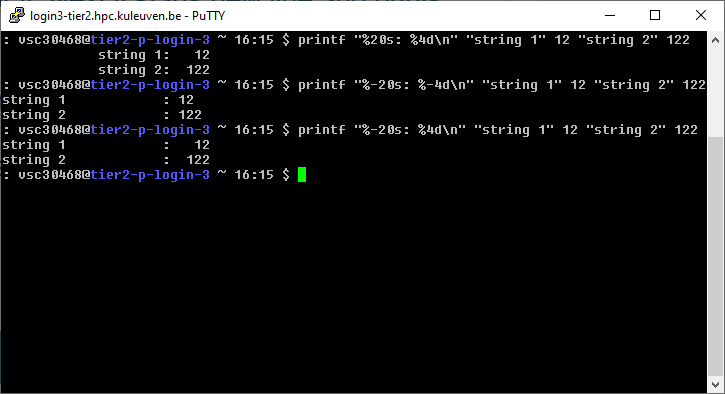 login3-tier2.hpc.kuleuven.be - PuTTY
: vsc30468@tier2-p-login-3 ~ 16:15 $ printf "%20s: %4d\n" "string 1" 12 "string 2" 122
            string 1:   12
            string 2:  122
: vsc30468@tier2-p-login-3 ~ 16:15 $ printf "%-20s: %-4d\n" "string 1" 12 "string 2" 122
string 1            : 12
string 2            : 122
: vsc30468@tier2-p-login-3 ~ 16:15 $ printf "%-20s: %4d\n" "string 1" 12 "string 2" 122
string 1            :   12
string 2            :  122
: vsc30468@tier2-p-login-3 ~ 16:15 $